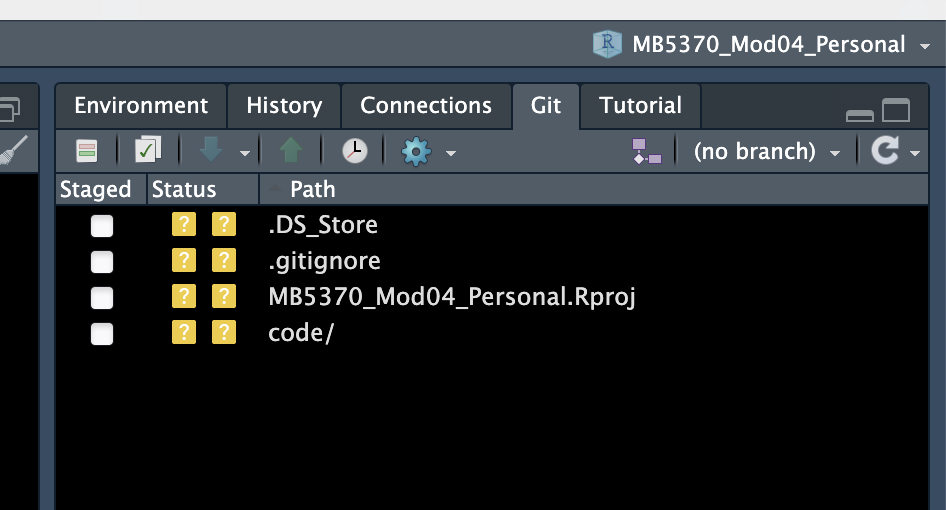 MB5370_Mod04_Personal
Environment History Connections Git Tutorial
(no branch)
Staged Status Path
? ? .DS_Store
? ? .gitignore
? ? MB5370_Mod04_Personal.Rproj
? ? code/